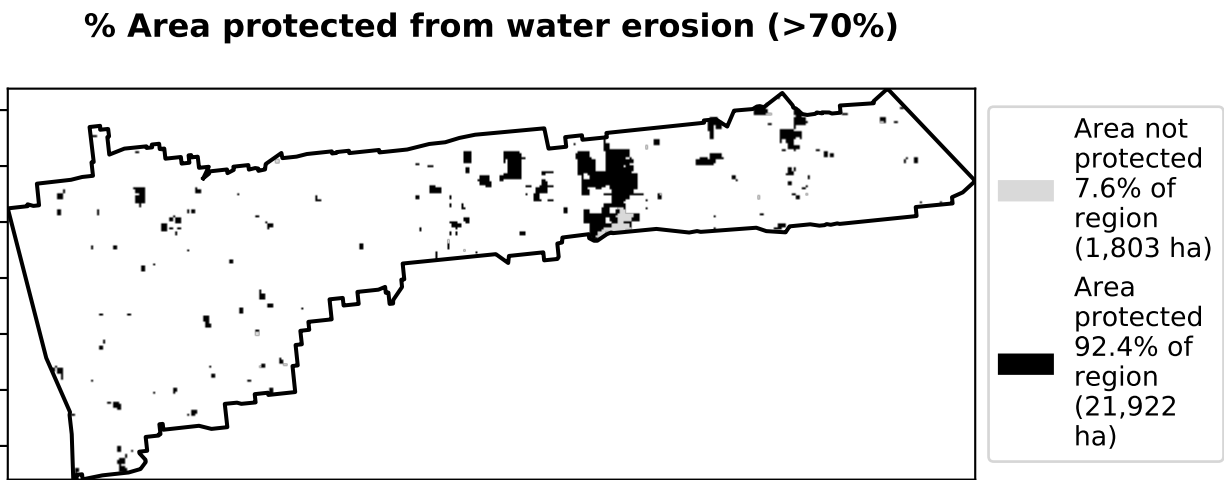 % Area protected from water erosion (>70%)
Area not
protected
7.6% of
region
(1,803 ha)
Area
protected
92.4% of
region
(21,922
ha)